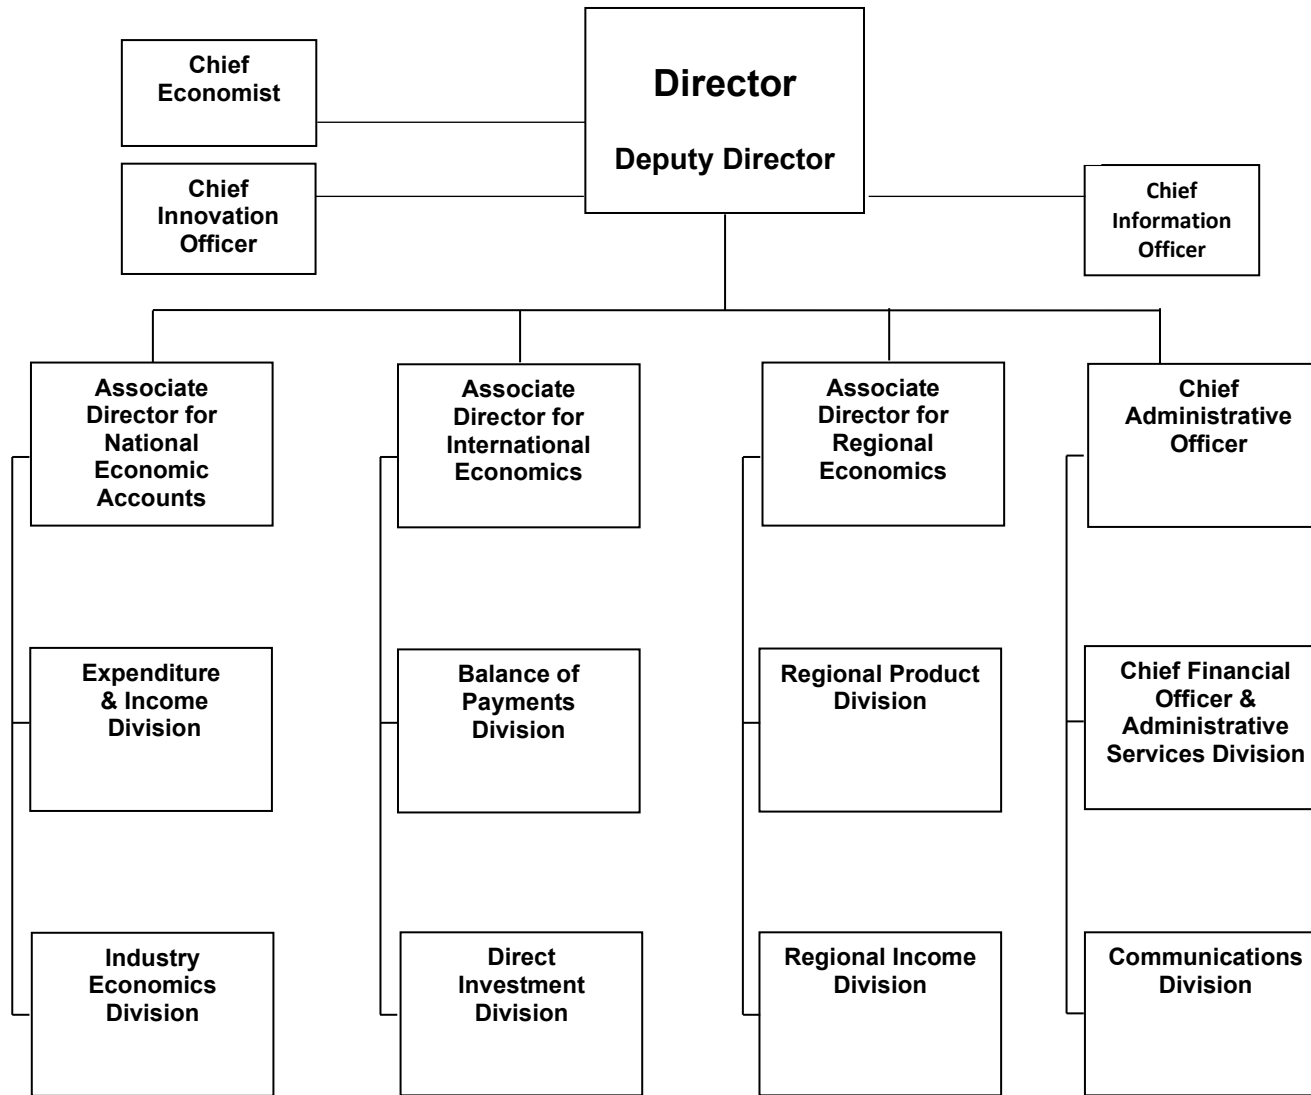 Chief
Economist
Director
Deputy Director
Chief
Innovation
Officer
Chief
Information
Officer
Associate
Director for
National
Economic
Accounts
Associate
Director for
International
Economics
Associate
Director for
Regional
Economics
Chief
Administrative
Officer
Expenditure
& Income
Division
Balance of
Payments
Division
Regional Product
Division
Chief Financial
Officer &
Administrative
Services Division
Industry
Economics
Division
Direct
Investment
Division
Regional Income
Division
Communications
Division